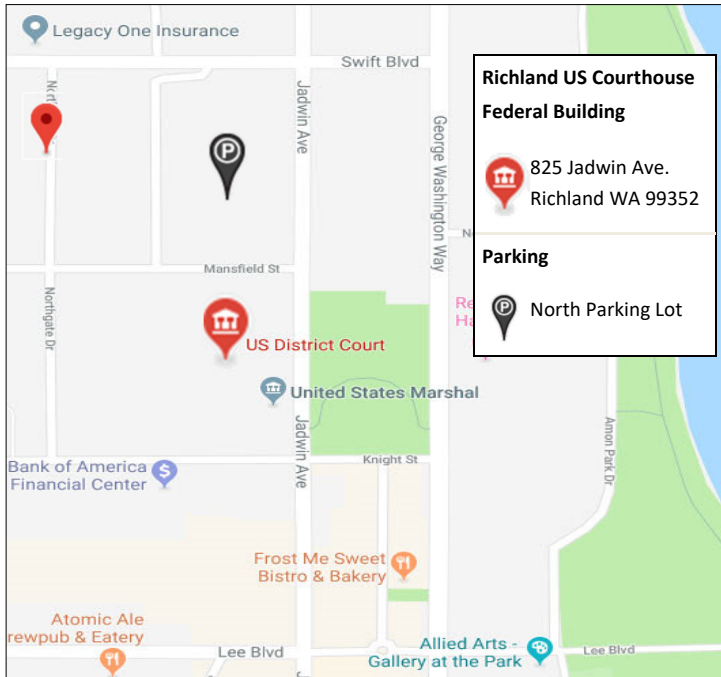 Legacy One Insurance
Swift Blvd
Jadwin Ave
George Washington Way
Richland US Courthouse
Federal Building
825 Jadwin Ave.
Richland WA 99352
Parking
P
North Parking Lot
P
Mansfield St
Northgate Dr
US District Court
United States Marshal
Jadwin Ave
Knight St
Amon Park Dr
Bank of America
Financial Center
$
Frost Me Sweet
Bistro & Bakery
Atomic Ale
rewpub & Eatery
Lee Blvd
Allied Arts -
Gallery at the Park
Lee Blvd